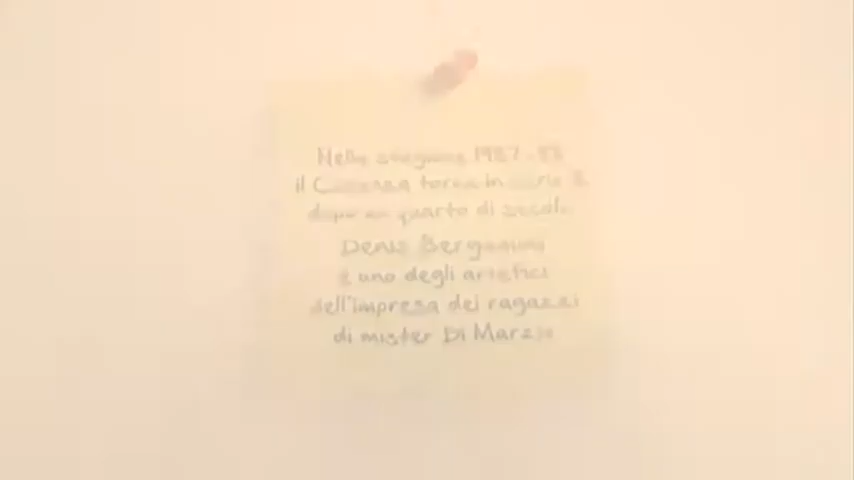 Nella stagione 1987-88
il Cosenza torna in serie B
dopo un quarto di secolo
Denis Bergamini
è uno degli artefici
dell'impresa dei ragazzi
di mister Di Marzio